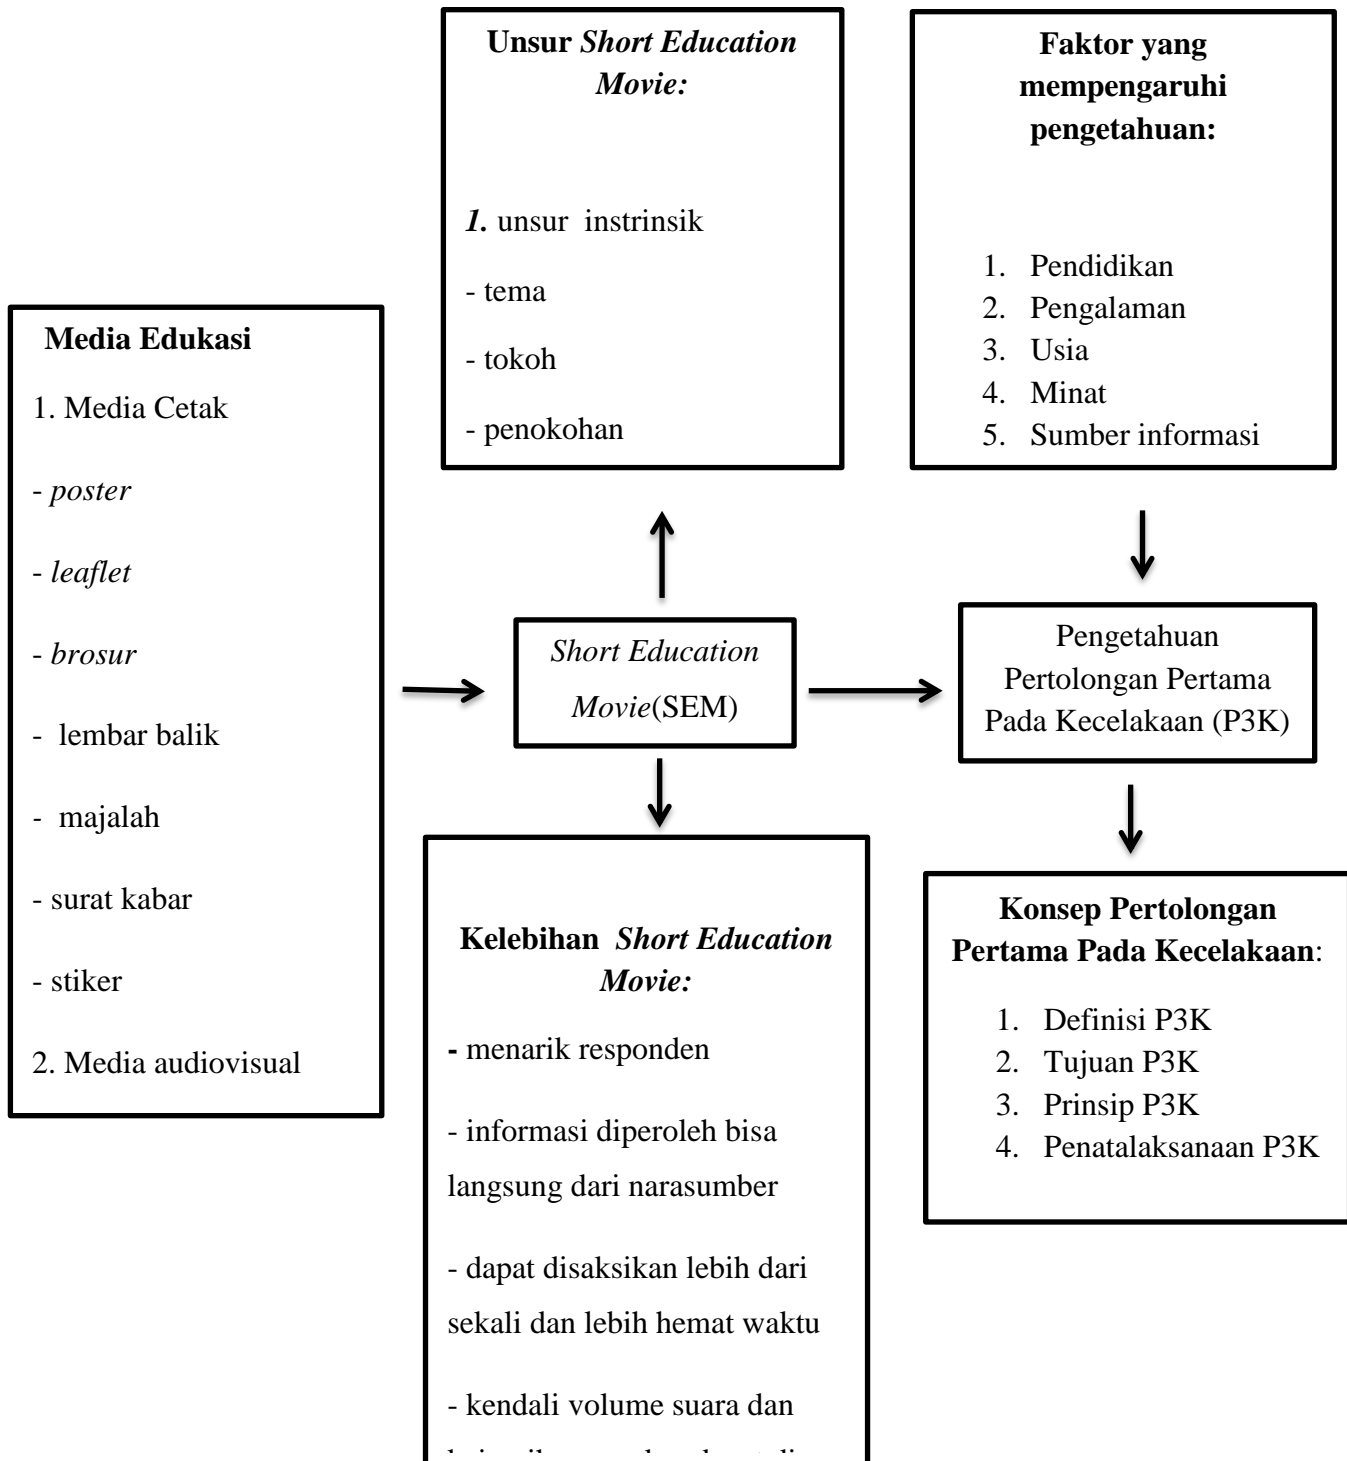 Unsur Short Education
Movie:
1. unsur  instrinsik
- tema
- tokoh
- penokohan
Faktor yang
mempengaruhi
pengetahuan:
1. Pendidikan
2. Pengalaman
3. Usia
4. Minat
5. Sumber informasi
Media Edukasi
1. Media Cetak
- poster
- leaflet
- brosur
- lembar balik
- majalah
- surat kabar
- stiker
2. Media audiovisual
Short Education
Movie(SEM)
Pengetahuan
Pertolongan Pertama
Pada Kecelakaan (P3K)
Kelebihan  Short Education
Movie:
- menarik responden
- informasi diperoleh bisa
langsung dari narasumber
- dapat disaksikan lebih dari
sekali dan lebih hemat waktu
- kendali volume suara dan
Konsep Pertolongan
Pertama Pada Kecelakaan:
1. Definisi P3K
2. Tujuan P3K
3. Prinsip P3K
4. Penatalaksanaan P3K